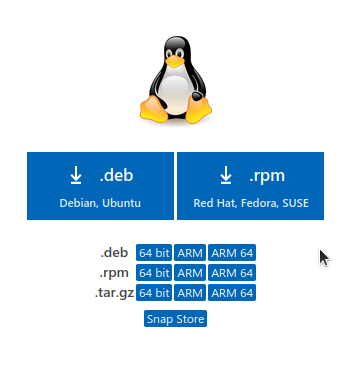 .deb .rpm
Debian, Ubuntu Red Hat, Fedora, SUSE
.deb 64 bit ARM ARM 64
.rpm 64 bit ARM ARM 64
.tar.gz 64 bit ARM ARM 64
Snap Store